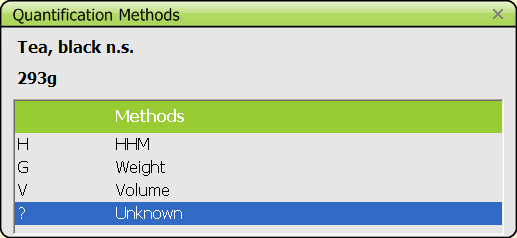 Quantification Methods
Tea, black n.s.
293g
Methods
H HHM
G Weight
V Volume
? Unknown